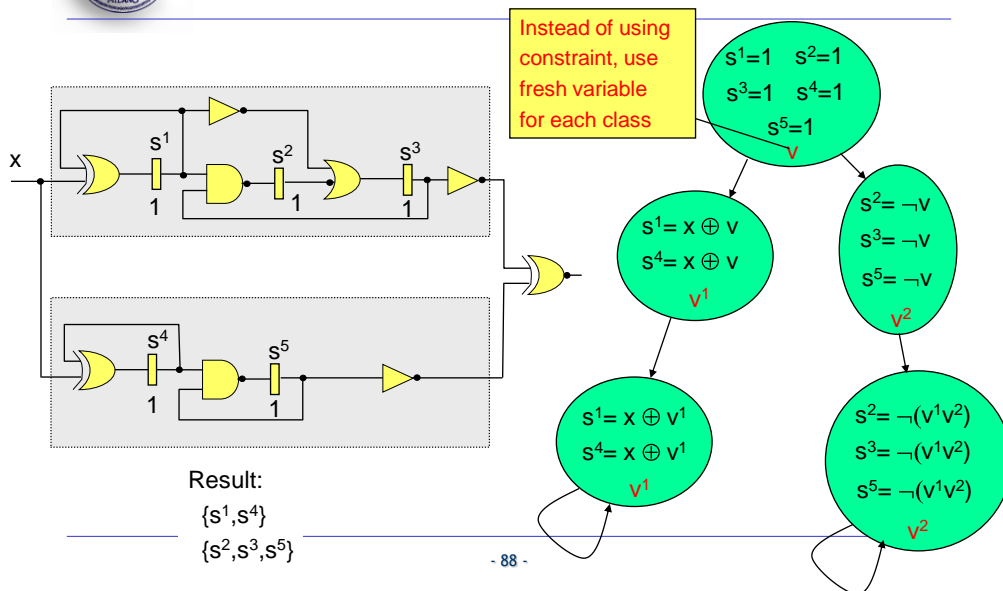 MILANO
Instead of using
constraint, use
fresh variable
for each class
s¹=1 s²=1
s³=1 s⁴=1
s⁵=1
v
x
s¹
1
s²
1
s³
1
s¹= x ⊕ v
s⁴= x ⊕ v
v¹
s²= ¬v
s³= ¬v
s⁵= ¬v
v²
s⁴
1
s⁵
1
s¹= x ⊕ v¹
s⁴= x ⊕ v¹
v¹
s²= ¬(v¹v²)
s³= ¬(v¹v²)
s⁵= ¬(v¹v²)
v²
Result:
{s¹,s⁴}
{s²,s³,s⁵}
- 88 -